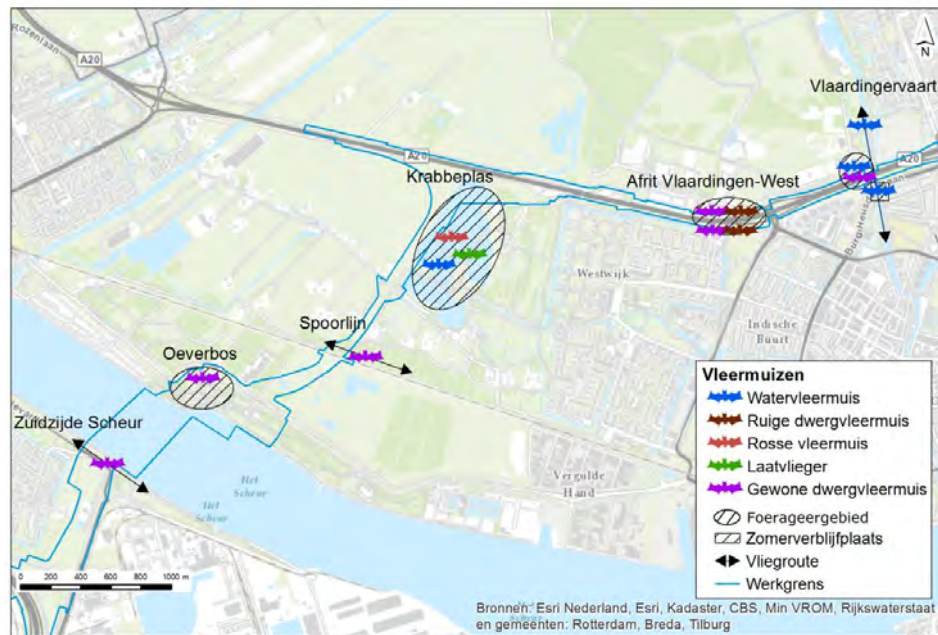 Rozenlaan
A20
A20
A20
N
Vlaardingervaart
Krabbeplas
Afrit Vlaardingen-West
Westwijk
Indische
Buurt
Spoorlijn
Oeverbos
Zuidzijde Scheur
Het
Scheur
Het
Scheur
Vergulde
Hand
Vleermuizen
Watervleermuis
Ruige dwergvleermuis
Rosse vleermuis
Laatvlieger
Gewone dwergvleermuis
Foerageergebied
Zomerverblijfplaats
Vliegroute
Werkgrens
0 200 400 600 800 1000 m
Bronnen: Esri Nederland, Esri, Kadaster, CBS, Min VROM, Rijkswaterstaat
en gemeenten: Rotterdam, Breda, Tilburg